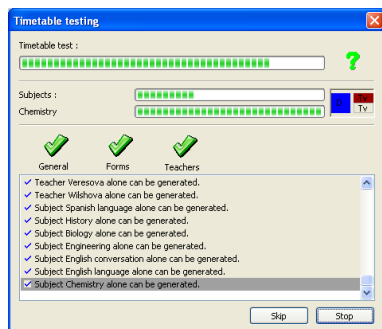 Timetable testing
Timetable test :
?
Subjects :
Chemistry
Tv
Tv
General Forms Teachers
Teacher Veresova alone can be generated.
Teacher Wilshova alone can be generated.
Subject Spanish language alone can be generated.
Subject History alone can be generated.
Subject Biology alone can be generated.
Subject Engineering alone can be generated.
Subject English conversation alone can be generated.
Subject English language alone can be generated.
Subject Chemistry alone can be generated.
Skip Stop